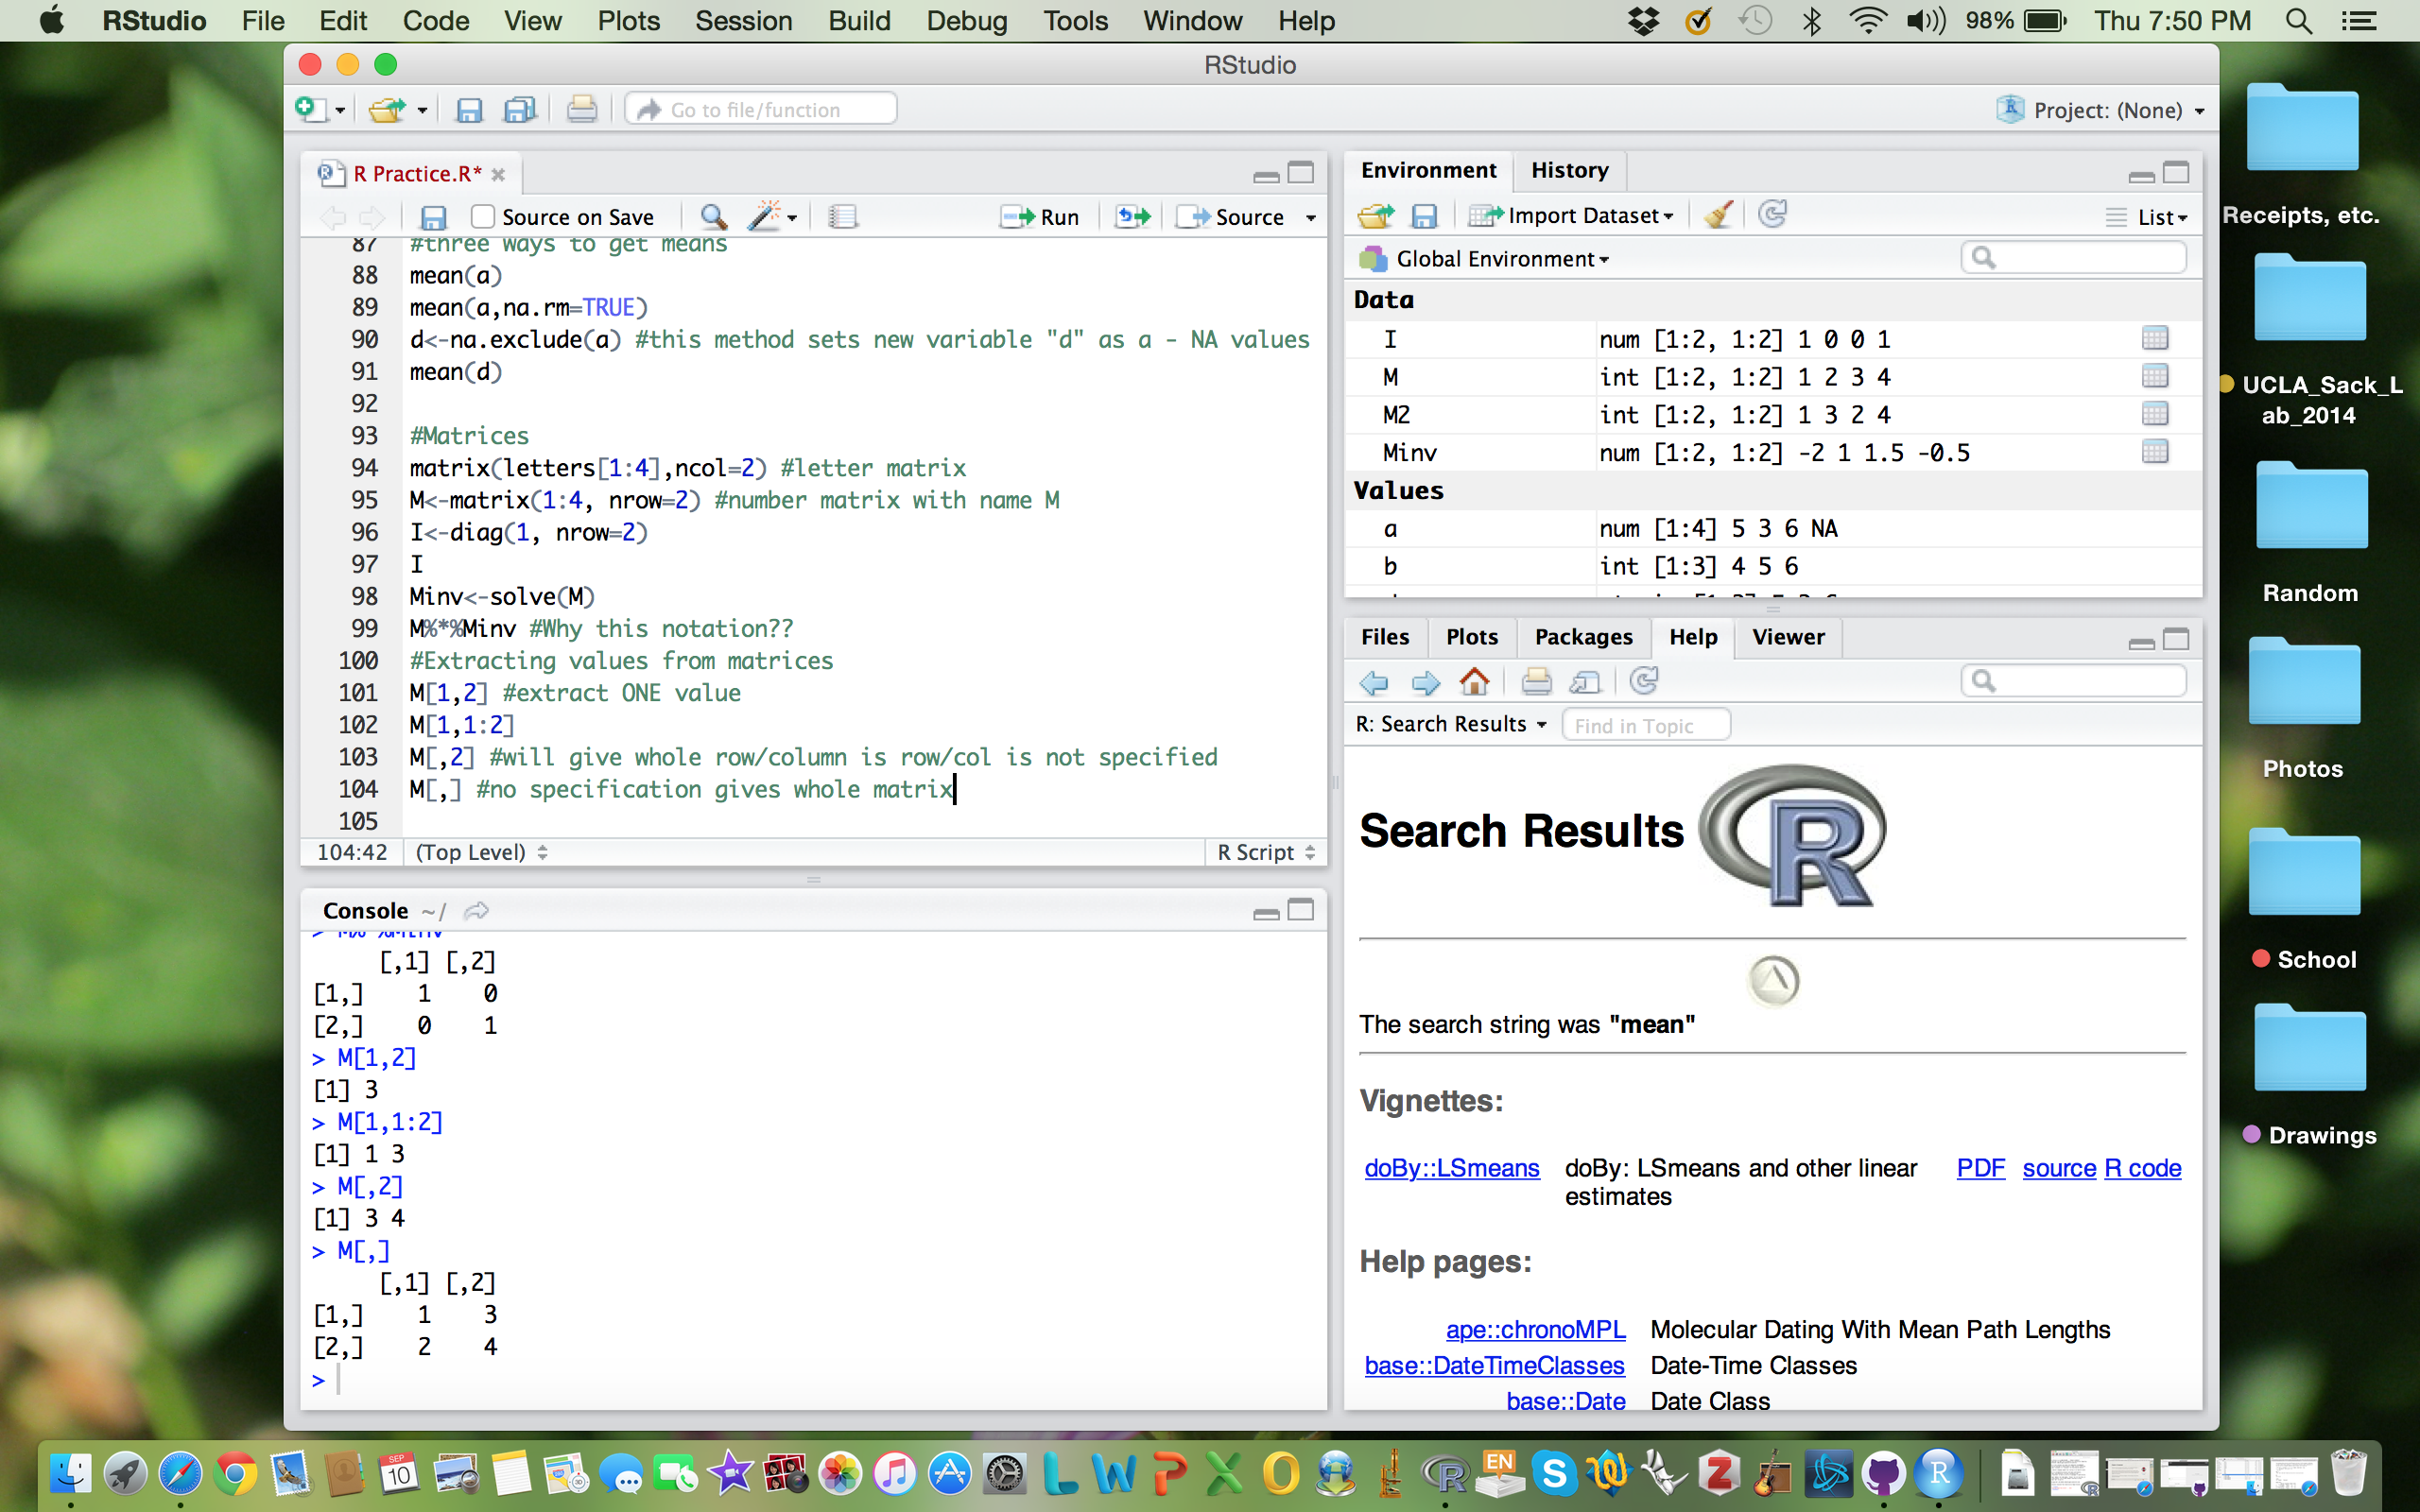 RStudio File Edit Code View Plots Session Build Debug Tools Window Help 98% Thu 7:50 PM
RStudio
Go to file/function Project: (None)
R Practice.R*
Source on Save Run Source
87 #three ways to get means
88 mean(a)
89 mean(a,na.rm=TRUE)
90 d<-na.exclude(a) #this method sets new variable "d" as a - NA values
91 mean(d)
92
93 #Matrices
94 matrix(letters[1:4],ncol=2) #letter matrix
95 M<-matrix(1:4, nrow=2) #number matrix with name M
96 I<-diag(1, nrow=2)
97 I
98 Minv<-solve(M)
99 M%*%Minv #Why this notation??
100 #Extracting values from matrices
101 M[1,2] #extract ONE value
102 M[1,1:2]
103 M[,2] #will give whole row/column is row/col is not specified
104 M[,] #no specification gives whole matrix
105
104:42 (Top Level) R Script
Console ~/
> M%*%Minv
[,1] [,2]
[1,] 1 0
[2,] 0 1
> M[1,2]
[1] 3
> M[1,1:2]
[1] 1 3
> M[,2]
[1] 3 4
> M[,]
[,1] [,2]
[1,] 1 3
[2,] 2 4
>
Environment History
Import Dataset List
Global Environment
Data
I num [1:2, 1:2] 1 0 0 1
M int [1:2, 1:2] 1 2 3 4
M2 int [1:2, 1:2] 1 3 2 4
Minv num [1:2, 1:2] -2 1 1.5 -0.5
Values
a num [1:4] 5 3 6 NA
b int [1:3] 4 5 6
Files Plots Packages Help Viewer
R: Search Results Find in Topic
Search Results R
The search string was "mean"
Vignettes:
doBy::LSmeans doBy: LSmeans and other linear PDF source R code
estimates
Help pages:
ape::chronoMPL Molecular Dating With Mean Path Lengths
base::DateTimeClasses Date-Time Classes
base::Date Date Class
Receipts, etc.
UCLA_Sack_L
ab_2014
Random
Photos
School
Drawings
SEP
10
L W P X O R EN S Z R